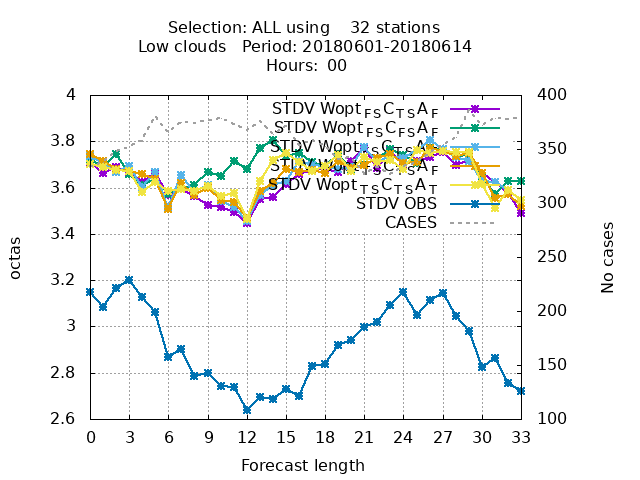 Selection: ALL using 32 stations
Low clouds Period: 20180601-20180614
Hours: 00
STDV Wopt_FS C_TS A_F
STDV Wopt_FS C_FS A_F
STDV Wopt
STDV Wopt
STDV Wopt_TS C_TS A_T
STDV OBS
CASES
octas
No cases
4
3.8
3.6
3.4
3.2
3
2.8
2.6
400
350
300
250
200
150
100
0 3 6 9 12 15 18 21 24 27 30 33
Forecast length